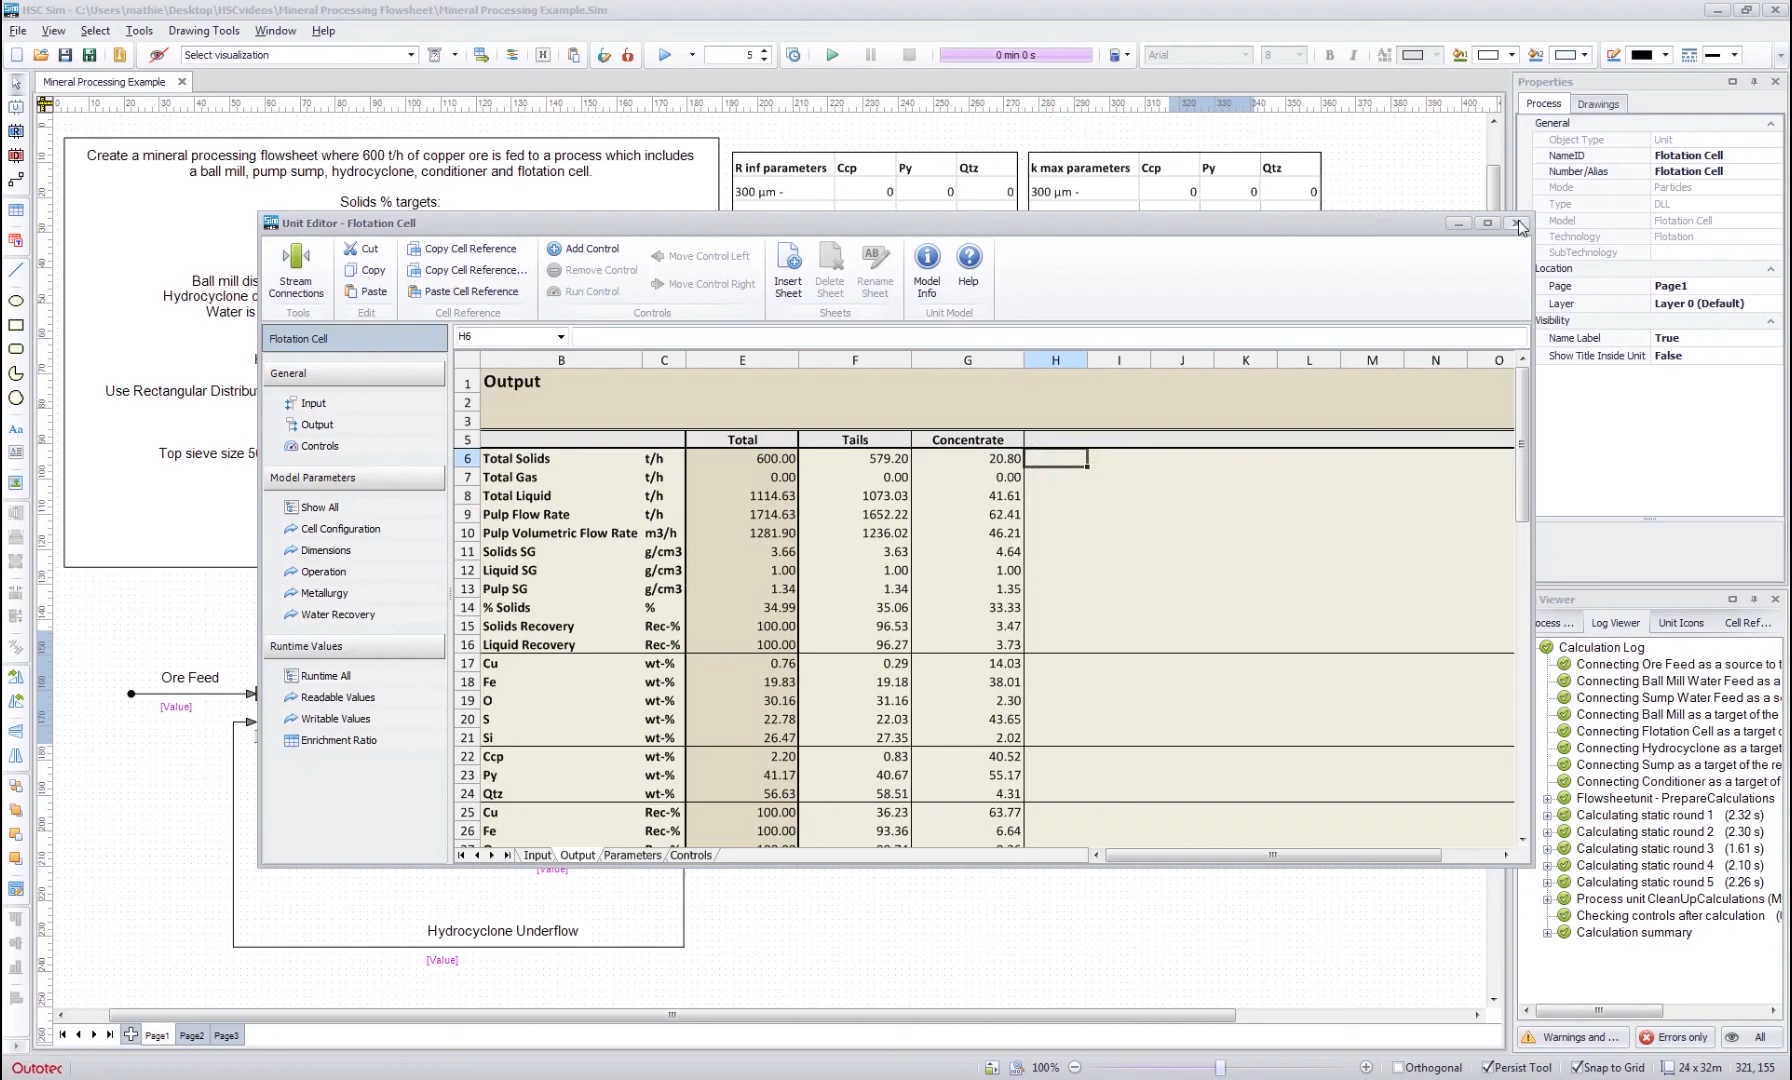 HSC Sim - C:\Users\mathie\Desktop\HSCvideos\Mineral Processing Flowsheet\Mineral Processing Example.Sim
File View Select Tools Drawing Tools Window Help
Select visualization 5 0 min 0 s Arial 8
Mineral Processing Example
Create a mineral processing flowsheet where 600 t/h of copper ore is fed to a process which includes
a ball mill, pump sump, hydrocyclone, conditioner and flotation cell.
Solids % targets:
Ball mill dis
Hydrocyclone c
Water is
Use Rectangular Distribut
Top sieve size 50
R inf parameters Ccp Py Qtz
300 µm - 0 0 0
k max parameters Ccp Py Qtz
300 µm - 0 0 0
Unit Editor - Flotation Cell
Stream Connections
Cut
Copy
Paste
Copy Cell Reference
Copy Cell Reference...
Paste Cell Reference
Add Control
Remove Control
Run Control
Move Control Left
Move Control Right
Insert Sheet
Delete Sheet
Rename Sheet
Model Info
Help
Tools Edit Cell Reference Controls Sheets Unit Model
Flotation Cell
H6
General
Input
Output
Controls
Model Parameters
Show All
Cell Configuration
Dimensions
Operation
Metallurgy
Water Recovery
Runtime Values
Runtime All
Readable Values
Writable Values
Enrichment Ratio
B C E F G H I J K L M N O
1 Output
2
3
5 Total Tails Concentrate
6 Total Solids t/h 600.00 579.20 20.80
7 Total Gas t/h 0.00 0.00 0.00
8 Total Liquid t/h 1114.63 1073.03 41.61
9 Pulp Flow Rate t/h 1714.63 1652.22 62.41
10 Pulp Volumetric Flow Rate m3/h 1281.90 1236.02 46.21
11 Solids SG g/cm3 3.66 3.63 4.64
12 Liquid SG g/cm3 1.00 1.00 1.00
13 Pulp SG g/cm3 1.34 1.34 1.35
14 % Solids % 34.99 35.06 33.33
15 Solids Recovery Rec-% 100.00 96.53 3.47
16 Liquid Recovery Rec-% 100.00 96.27 3.73
17 Cu wt-% 0.76 0.29 14.03
18 Fe wt-% 19.83 19.18 38.01
19 O wt-% 30.16 31.16 2.30
20 S wt-% 22.78 22.03 43.65
21 Si wt-% 26.47 27.35 2.02
22 Ccp wt-% 2.20 0.83 40.52
23 Py wt-% 41.17 40.67 55.17
24 Qtz wt-% 56.63 58.51 4.31
25 Cu Rec-% 100.00 36.23 63.77
26 Fe Rec-% 100.00 93.36 6.64
Input Output Parameters Controls
Ore Feed
[Value]
[Value]
Hydrocyclone Underflow
[Value]
Page1 Page2 Page3
Properties
Process Drawings
General
Object Type Unit
NameID Flotation Cell
Number/Alias Flotation Cell
Mode Particles
Type DLL
Model Flotation Cell
Technology Flotation
SubTechnology
Location
Page Page1
Layer Layer 0 (Default)
Visibility
Name Label True
Show Title Inside Unit False
Viewer
ocess ... Log Viewer Unit Icons Cell Ref...
Calculation Log
Connecting Ore Feed as a source to t
Connecting Ball Mill Water Feed as a
Connecting Sump Water Feed as a so
Connecting Ball Mill as a target of the
Connecting Flotation Cell as a target o
Connecting Hydrocyclone as a target
Connecting Sump as a target of the re
Connecting Conditioner as a target of
Flowsheetunit - PrepareCalculations
Calculating static round 1 (2.32 s)
Calculating static round 2 (2.30 s)
Calculating static round 3 (1.61 s)
Calculating static round 4 (2.10 s)
Calculating static round 5 (2.26 s)
Process unit CleanUpCalculations (M
Checking controls after calculation
Calculation summary
Warnings and ... Errors only All
Outotec 100% Orthogonal Persist Tool Snap to Grid 24 x 32m 321, 155